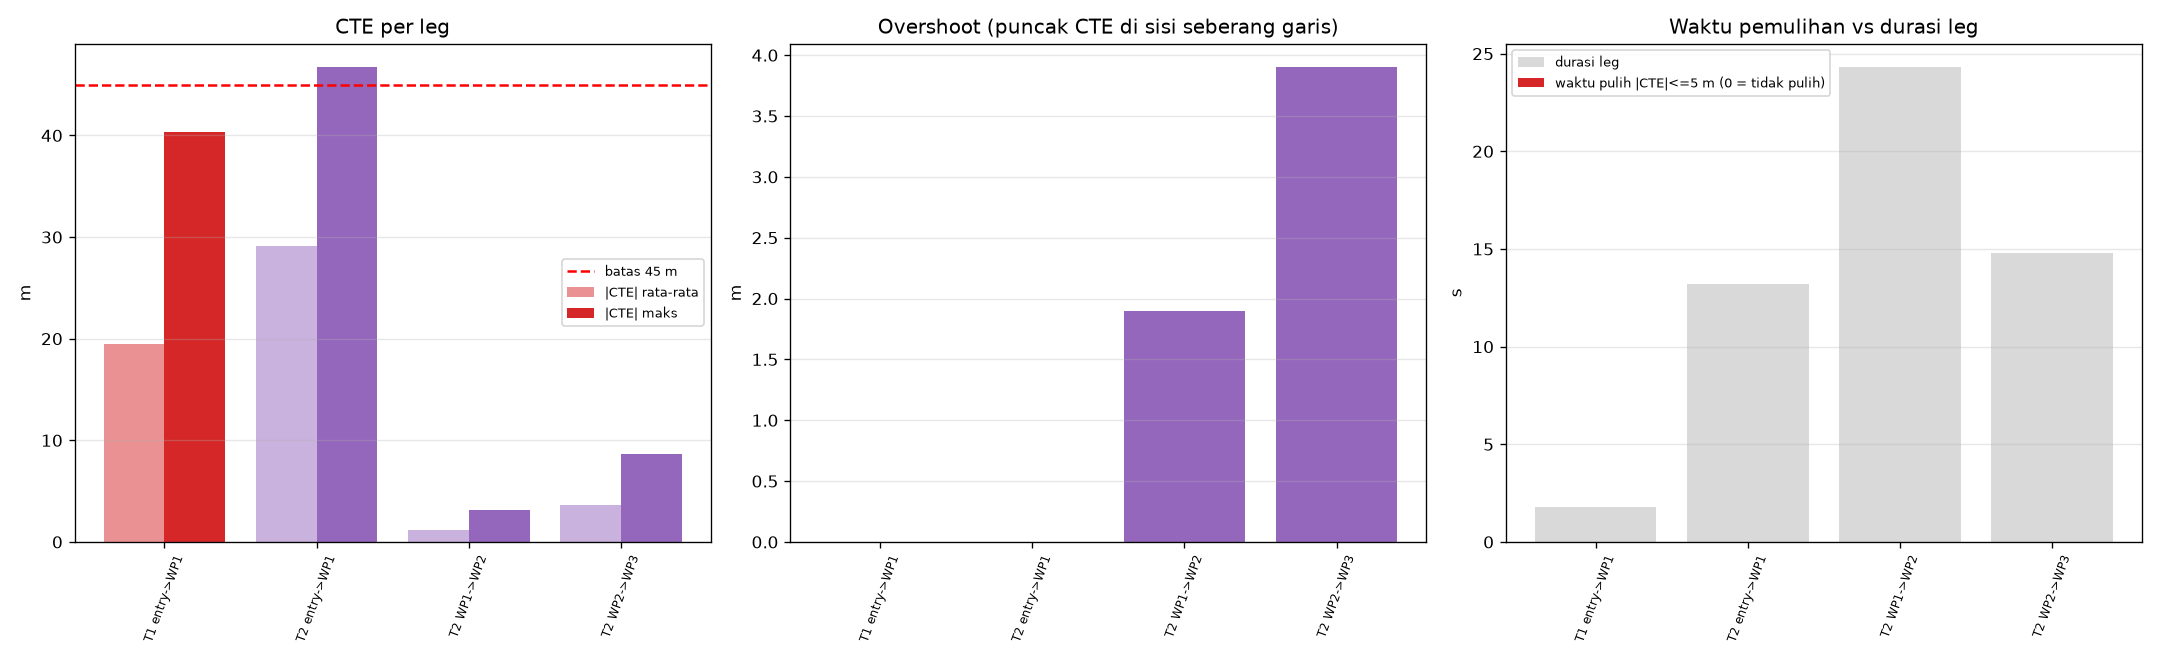 CTE per leg
m
40
30
20
10
0
batas 45 m
|CTE| rata-rata
|CTE| maks
T1 entry->WP1
T2 entry->WP1
T2 WP1->WP2
T2 WP2->WP3
Overshoot (puncak CTE di sisi seberang garis)
m
4.0
3.5
3.0
2.5
2.0
1.5
1.0
0.5
0.0
T1 entry->WP1
T2 entry->WP1
T2 WP1->WP2
T2 WP2->WP3
Waktu pemulihan vs durasi leg
s
25
20
15
10
5
0
durasi leg
waktu pulih |CTE|<=5 m (0 = tidak pulih)
T1 entry->WP1
T2 entry->WP1
T2 WP1->WP2
T2 WP2->WP3